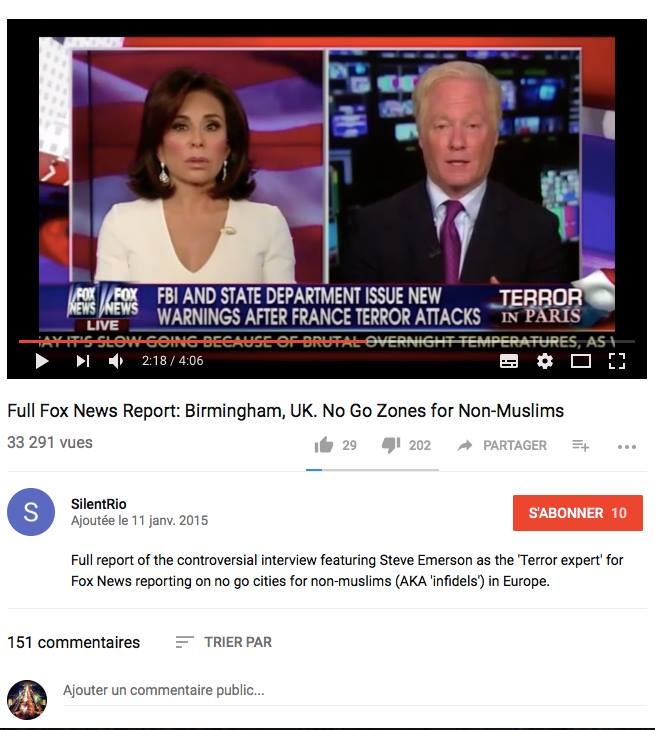 FOX NEWS FOX NEWS
LIVE
FBI AND STATE DEPARTMENT ISSUE NEW
WARNINGS AFTER FRANCE TERROR ATTACKS
TERROR
IN PARIS
AY IT'S SLOW GOING BECAUSE OF BRUTAL OVERNIGHT TEMPERATURES, AS
2:18 / 4:06
Full Fox News Report: Birmingham, UK. No Go Zones for Non-Muslims
33 291 vues
29 202 PARTAGER
S
SilentRio
Ajoutée le 11 janv. 2015
S'ABONNER 10
Full report of the controversial interview featuring Steve Emerson as the 'Terror expert' for
Fox News reporting on no go cities for non-muslims (AKA 'infidels') in Europe.
151 commentaires TRIER PAR
Ajouter un commentaire public...